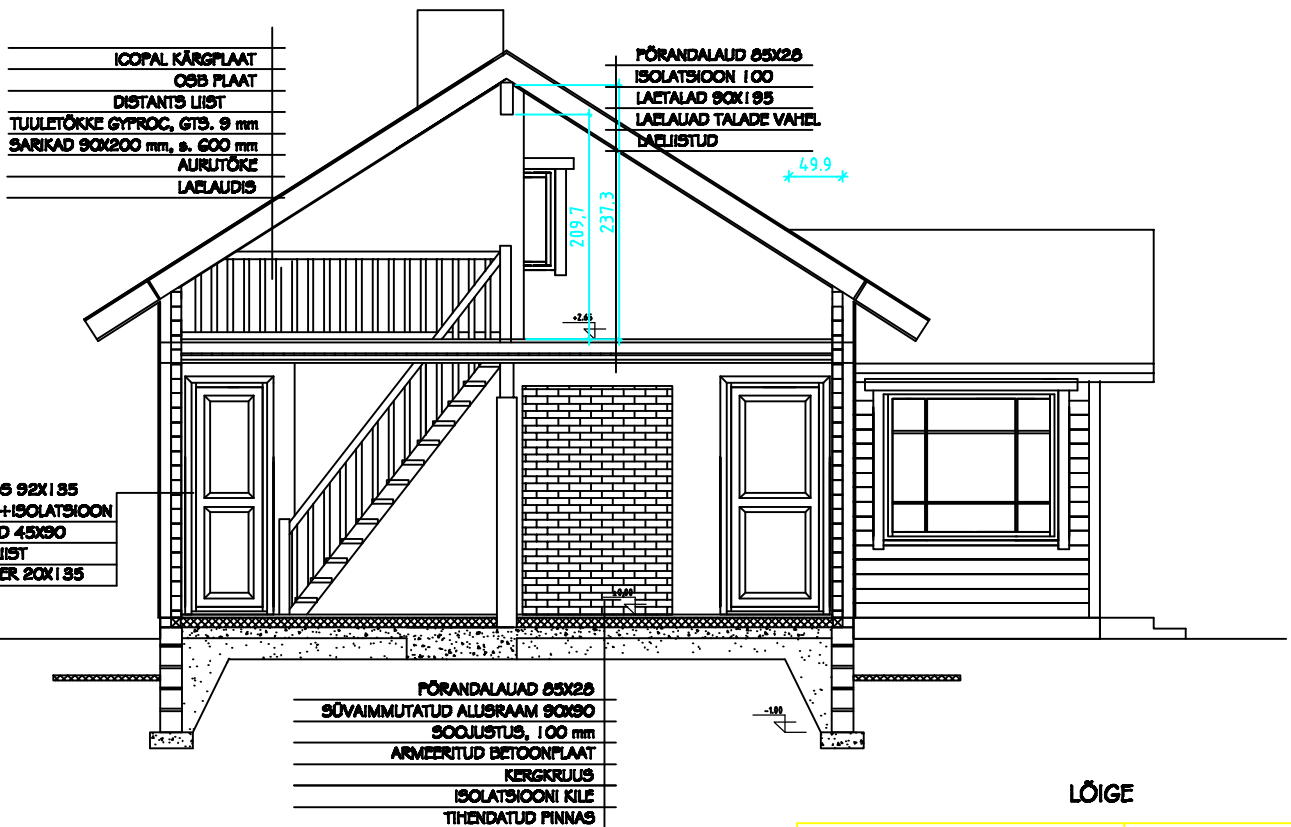 ICOPAL KÄRGPLAAT
OSB PLAAT
DISTANTS LIIST
TUULETÕKKE GYPROC, GTS. 9 mm
SARIKAD 90X200 mm, s. 600 mm
AURUTÕKE
LAELAUDIS
PÕRANDALAUD 85X28
ISOLATSIOON 100
LAETALAD 90X195
LAELAUAD TALADE VAHEL
LAELIISTUD
49.9
209,7
237.3
+2.65
S 92X135
+ISOLATSIOON
D 45X90
IIST
ER 20X135
±0,00
PÕRANDALAUAD 85X28
SÜVAIMMUTATUD ALUSRAAM 90X90
SOOJUSTUS, 100 mm
ARMEERITUD BETOONPLAAT
KERGKRUUS
ISOLATSIOONI KILE
TIHENDATUD PINNAS
-1.00
LÕIGE